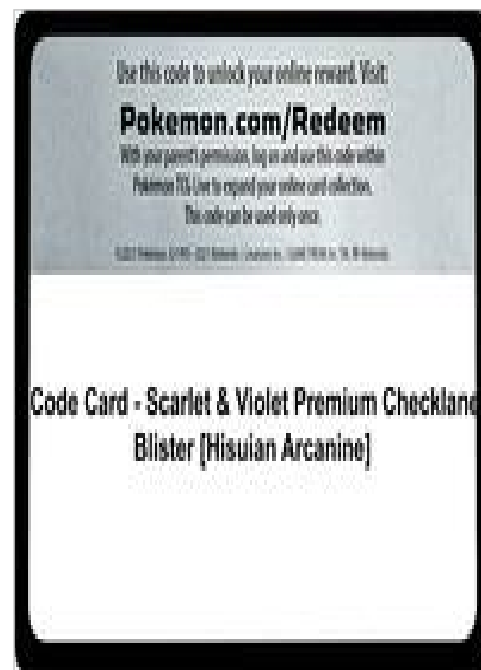 Use this code to unlock your online reward. Visit
Pokemon.com/Redeem
With your parent's permission, log on and use this code within
Pokémon TCG Live to expand your online card collection.
This code can be used only once.
Code Card - Scarlet & Violet Premium Checklane
Blister [Hisuian Arcanine]